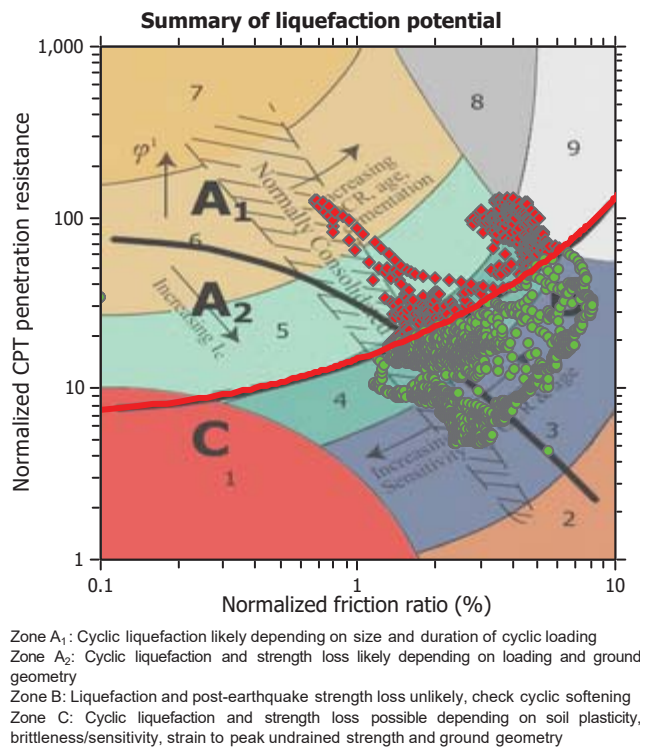 Summary of liquefaction potential
1,000
100
10
1
Normalized CPT penetration resistance
7
8
9
φ'
A1
Increasing
R, age,
mentation
Normally Consolidated
6
A2
Increasing Ic
5
4
C
1
Increasing
Sensitivity
R & age
3
2
0.1
1
10
Normalized friction ratio (%)
Zone A1: Cyclic liquefaction likely depending on size and duration of cyclic loading
Zone A2: Cyclic liquefaction and strength loss likely depending on loading and ground
geometry
Zone B: Liquefaction and post-earthquake strength loss unlikely, check cyclic softening
Zone C: Cyclic liquefaction and strength loss possible depending on soil plasticity,
brittleness/sensitivity, strain to peak undrained strength and ground geometry